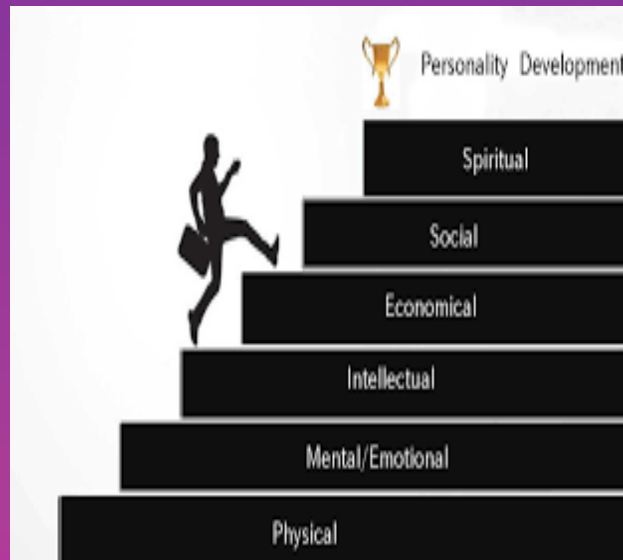 Personality Development
Spiritual
Social
Economical
Intellectual
Mental/Emotional
Physical